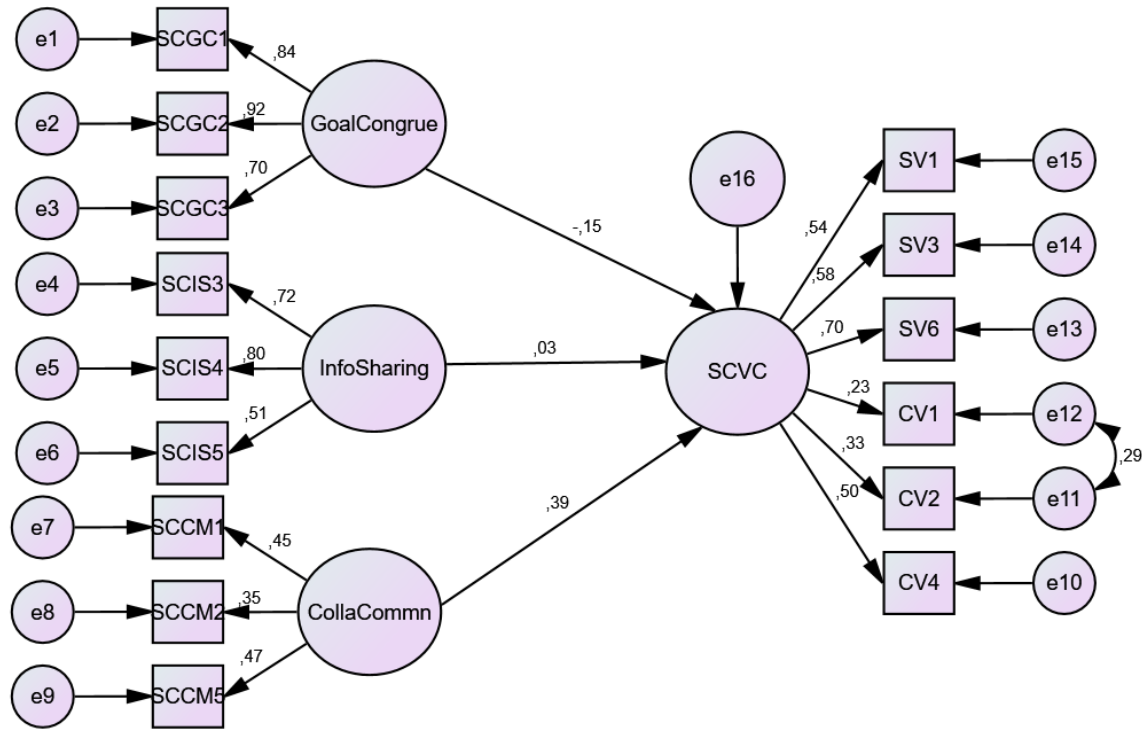 e1
SCGC1
,84
e2
SCGC2
,92
GoalCongrue
e3
SCGC3
,70
e4
SCIS3
,72
e5
SCIS4
,80
InfoSharing
e6
SCIS5
,51
e7
SCCM1
,45
e8
SCCM2
,35
CollaCommn
e9
SCCM5
,47
-,15
,03
,39
e16
SCVC
,54
SV1
e15
,58
SV3
e14
,70
SV6
e13
,23
CV1
e12
,33
CV2
e11
,29
,50
CV4
e10